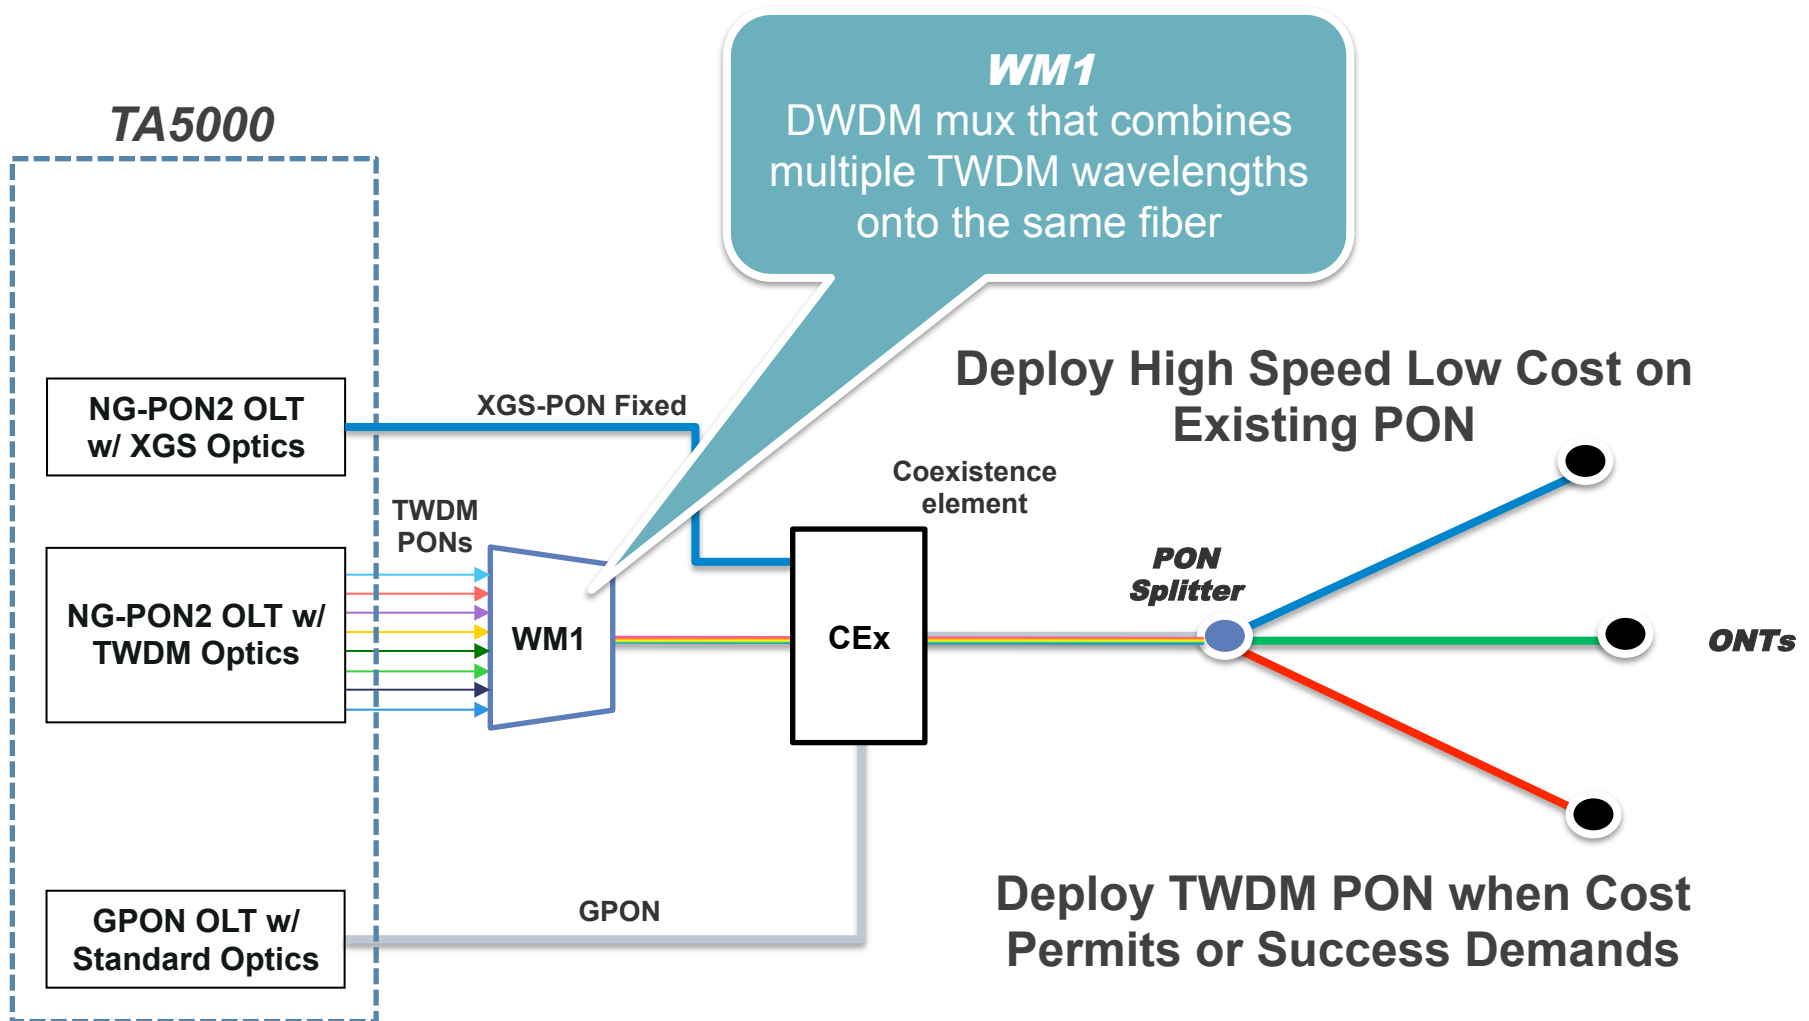 WM1
DWDM mux that combines
multiple TWDM wavelengths
onto the same fiber
TA5000
NG-PON2 OLT
w/ XGS Optics
XGS-PON Fixed
Deploy High Speed Low Cost on
Existing PON
Coexistence
element
TWDM
PONs
NG-PON2 OLT w/
TWDM Optics
WM1
CEx
PON
Splitter
ONTs
GPON OLT w/
Standard Optics
GPON
Deploy TWDM PON when Cost
Permits or Success Demands